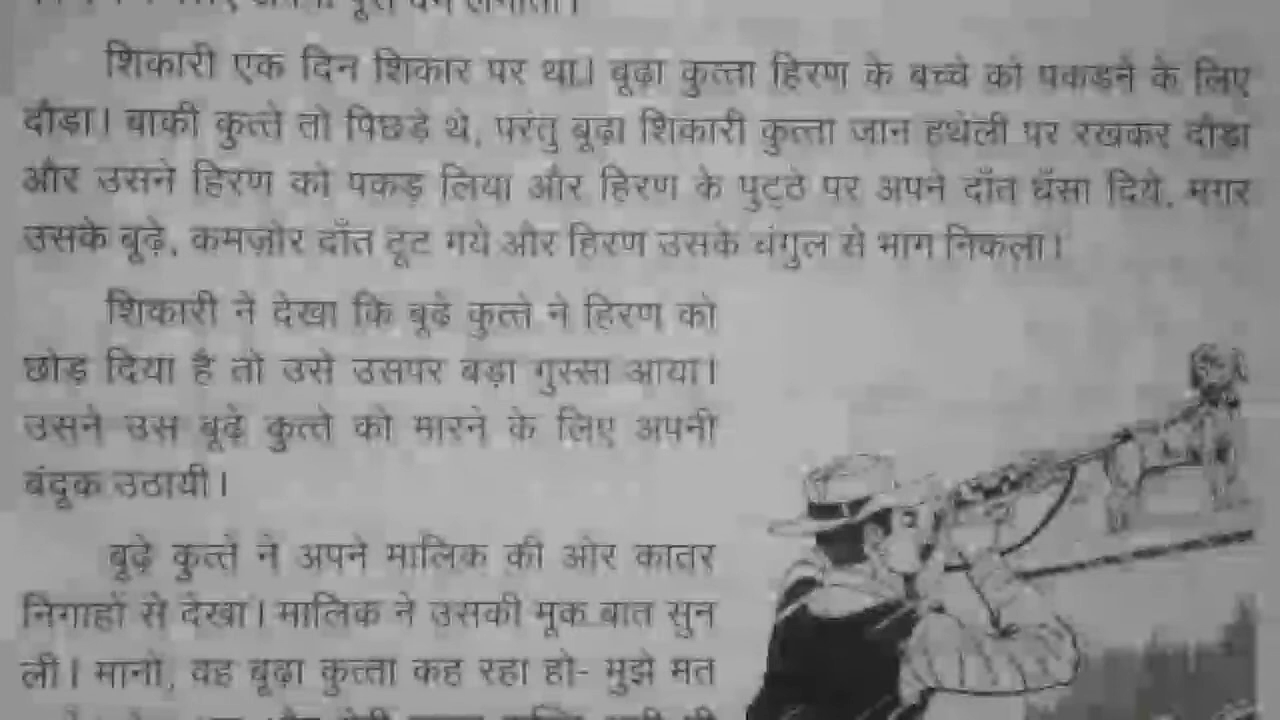 शिकारी एक दिन शिकार पर था। बूढ़ा कुत्ता हिरण के बच्चे को पकडने के लिए
दौडा। बाकी कुत्ते तो पिछडे थे, परंतु बूढा शिकारी कुत्ता जान हथेली पर रखकर दौडा
और उसने हिरण को पकड़ लिया और हिरण के पुट्ठे पर अपने दाँत धँसा दिये, मगर
उसके बूढ़े, कमज़ोर दाँत टूट गये और हिरण उसके चंगुल से भाग निकला।
शिकारी ने देखा कि बूढे कुत्ते ने हिरण को
छोड़ दिया है तो उसे उसपर बड़ा गुस्सा आया।
उसने उस बूढ़े कुत्ते को मारने के लिए अपनी
बंदूक उठायी।
बूढ़े कुत्ते ने अपने मालिक की ओर कातर
निगाहों से देखा। मालिक ने उसकी मूक बात सुन
ली। मानो, वह बूढ़ा कुत्ता कह रहा हो- मुझे मत